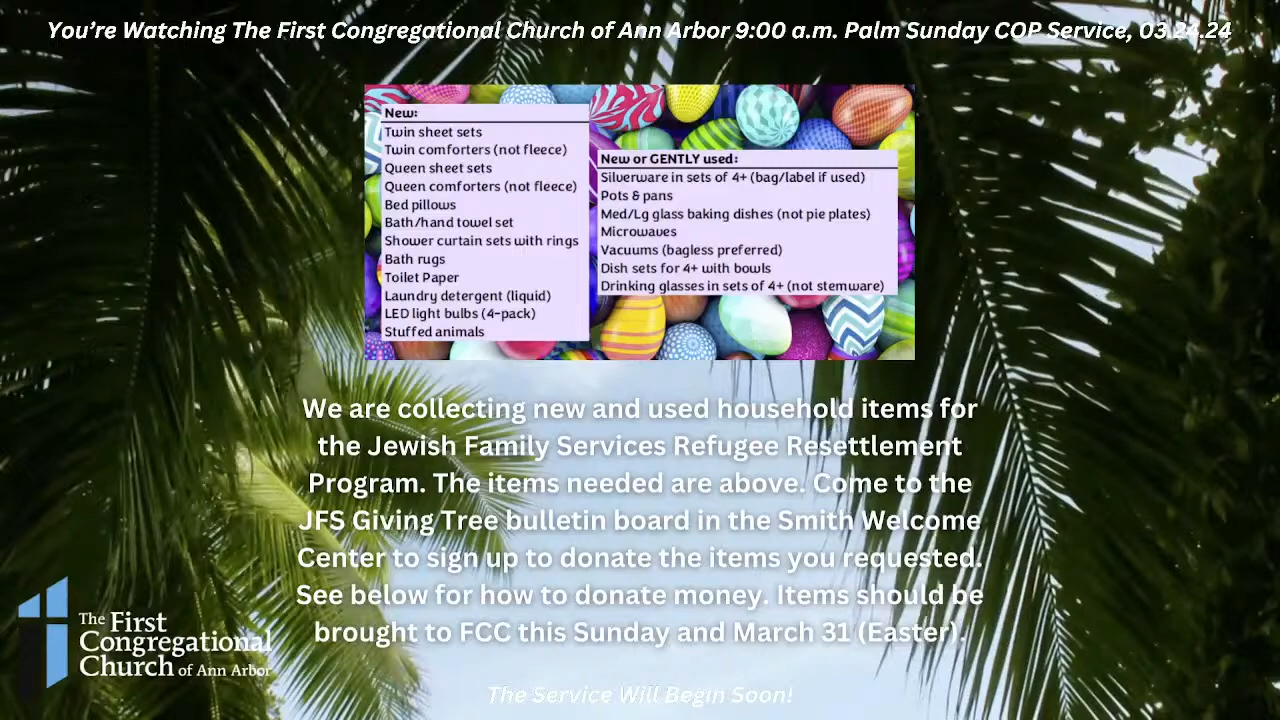 You're Watching The First Congregational Church of Ann Arbor 9:00 a.m. Palm Sunday COP Service, 03.24.24
New:
Twin sheet sets
Twin comforters (not fleece)
Queen sheet sets
Queen comforters (not fleece)
Bed pillows
Bath/hand towel set
Shower curtain sets with rings
Bath rugs
Toilet Paper
Laundry detergent (liquid)
LED light bulbs (4-pack)
Stuffed animals
New or GENTLY used:
Silverware in sets of 4+ (bag/label if used)
Pots & pans
Med/Lg glass baking dishes (not pie plates)
Microwaves
Vacuums (bagless preferred)
Dish sets for 4+ with bowls
Drinking glasses in sets of 4+ (not stemware)
We are collecting new and used household items for
the Jewish Family Services Refugee Resettlement
Program. The items needed are above. Come to the
JFS Giving Tree bulletin board in the Smith Welcome
Center to sign up to donate the items you requested.
See below for how to donate money. Items should be
brought to FCC this Sunday and March 31 (Easter).
The First
Congregational
Church of Ann Arbor
The Service Will Begin Soon!